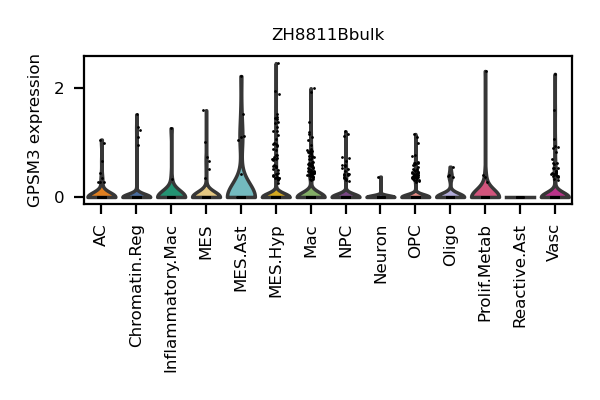 ZH8811Bbulk
GPSM3 expression
2
0
AC
Chromatin.Reg
Inflammatory.Mac
MES
MES.Ast
MES.Hyp
Mac
NPC
Neuron
OPC
Oligo
Prolif.Metab
Reactive.Ast
Vasc